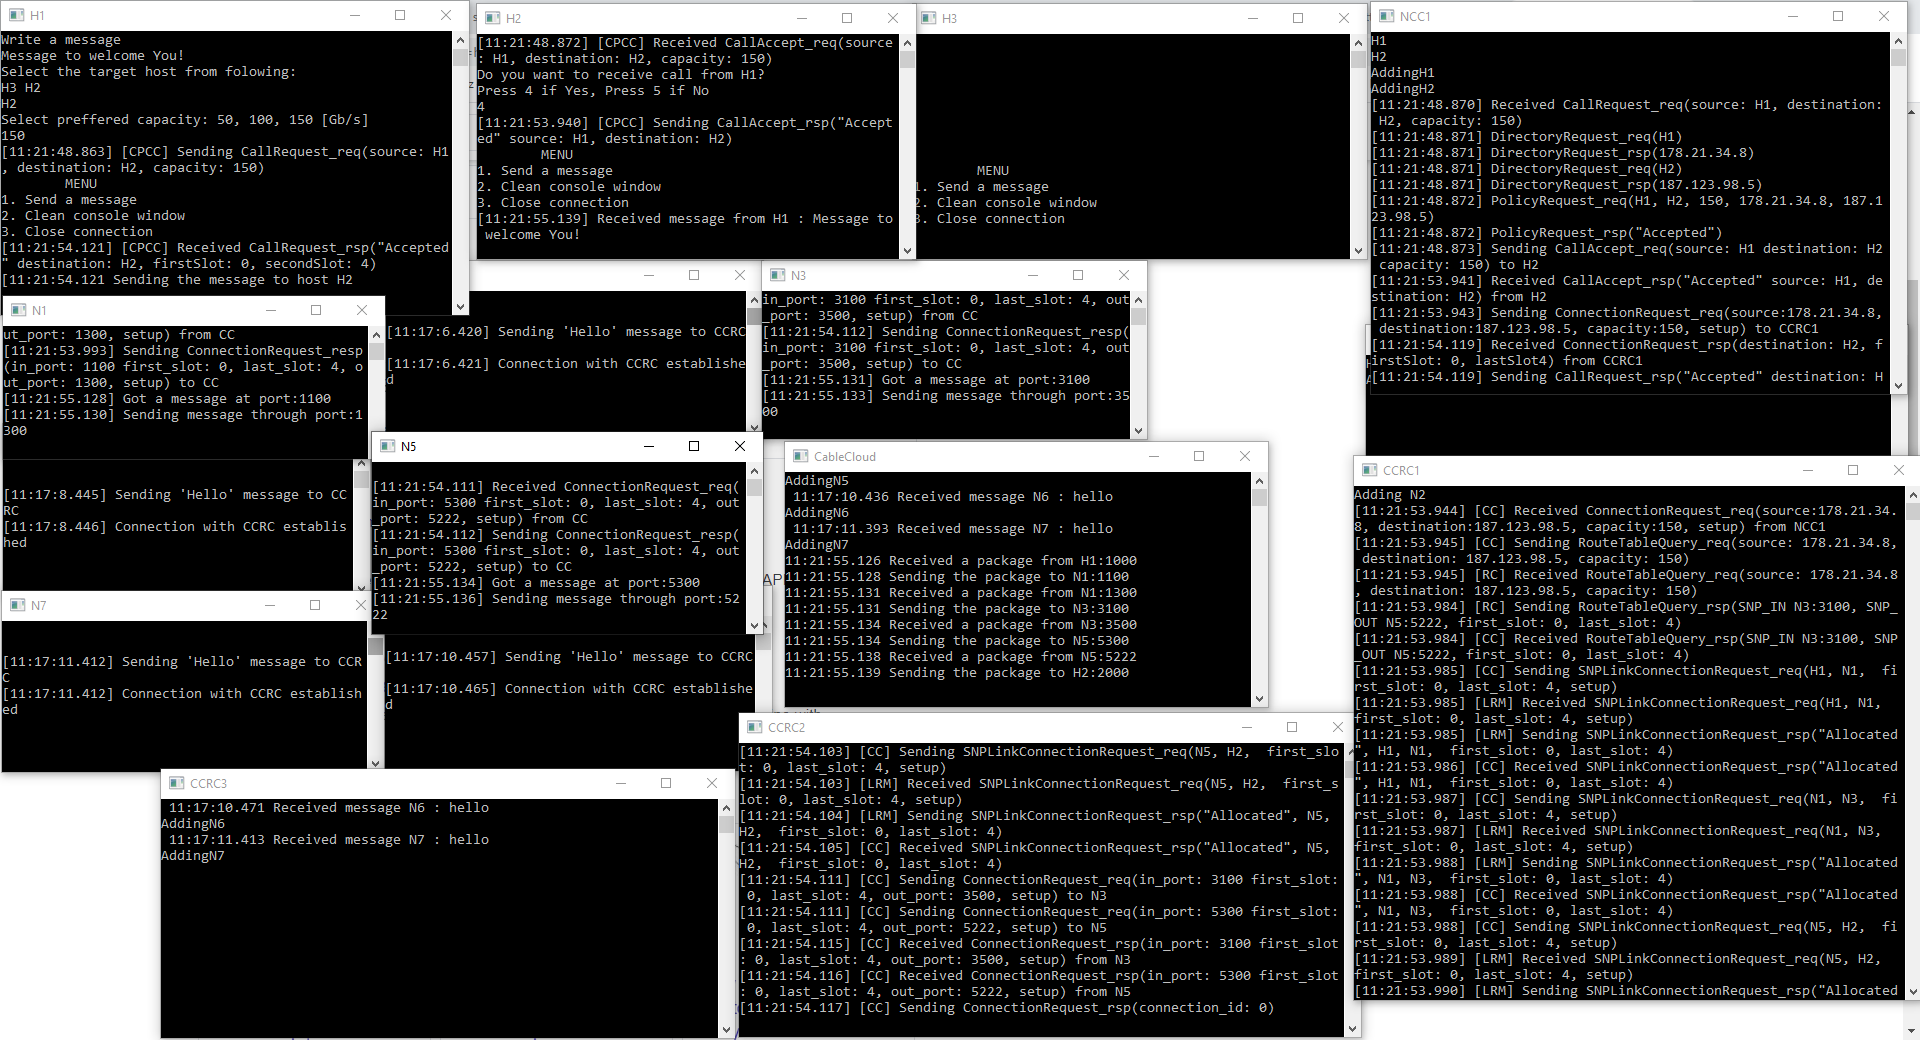 H1
Write a message
Message to welcome You!
Select the target host from folowing:
H3 H2
H2
Select preffered capacity: 50, 100, 150 [Gb/s]
150
[11:21:48.863] [CPCC] Sending CallRequest_req(source: H1
, destination: H2, capacity: 150)
MENU
1. Send a message
2. Clean console window
3. Close connection
[11:21:54.121] [CPCC] Received CallRequest_rsp("Accepted
" destination: H2, firstSlot: 0, secondSlot: 4)
[11:21:54.121 Sending the message to host H2
H2
[11:21:48.872] [CPCC] Received CallAccept_req(source
: H1, destination: H2, capacity: 150)
Do you want to receive call from H1?
Press 4 if Yes, Press 5 if No
4
[11:21:53.940] [CPCC] Sending CallAccept_rsp("Accept
ed" source: H1, destination: H2)
MENU
1. Send a message
2. Clean console window
3. Close connection
[11:21:55.139] Received message from H1 : Message to
welcome You!
H3
MENU
1. Send a message
2. Clean console window
3. Close connection
NCC1
H1
H2
AddingH1
AddingH2
[11:21:48.870] Received CallRequest_req(source: H1, destination:
H2, capacity: 150)
[11:21:48.871] DirectoryRequest_req(H1)
[11:21:48.871] DirectoryRequest_rsp(178.21.34.8)
[11:21:48.871] DirectoryRequest_req(H2)
[11:21:48.871] DirectoryRequest_rsp(187.123.98.5)
[11:21:48.872] PolicyRequest_req(H1, H2, 150, 178.21.34.8, 187.1
23.98.5)
[11:21:48.872] PolicyRequest_rsp("Accepted")
[11:21:48.873] Sending CallAccept_req(source: H1 destination: H2
capacity: 150) to H2
[11:21:53.941] Received CallAccept_rsp("Accepted" source: H1, de
stination: H2) from H2
[11:21:53.943] Sending ConnectionRequest_req(source:178.21.34.8,
destination:187.123.98.5, capacity:150, setup) to CCRC1
[11:21:54.119] Received ConnectionRequest_rsp(destination: H2, f
irstSlot: 0, lastSlot4) from CCRC1
[11:21:54.119] Sending CallRequest_rsp("Accepted" destination: H
N1
ut_port: 1300, setup) from CC
[11:21:53.993] Sending ConnectionRequest_resp
(in_port: 1100 first_slot: 0, last_slot: 4, o
ut_port: 1300, setup) to CC
[11:21:55.128] Got a message at port:1100
[11:21:55.130] Sending message through port:1
300
[11:17:6.420] Sending 'Hello' message to CCRC
[11:17:6.421] Connection with CCRC establishe
d
N3
in_port: 3100 first_slot: 0, last_slot: 4, out
_port: 3500, setup) from CC
[11:21:54.112] Sending ConnectionRequest_resp(
in_port: 3100 first_slot: 0, last_slot: 4, out
_port: 3500, setup) to CC
[11:21:55.131] Got a message at port:3100
[11:21:55.133] Sending message through port:35
00
[11:17:8.445] Sending 'Hello' message to CC
RC
[11:17:8.446] Connection with CCRC establis
hed
N5
[11:21:54.111] Received ConnectionRequest_req(
in_port: 5300 first_slot: 0, last_slot: 4, out
_port: 5222, setup) from CC
[11:21:54.112] Sending ConnectionRequest_resp(
in_port: 5300 first_slot: 0, last_slot: 4, out
_port: 5222, setup) to CC
[11:21:55.134] Got a message at port:5300
[11:21:55.136] Sending message through port:52
22
AP
CableCloud
AddingN5
11:17:10.436 Received message N6 : hello
AddingN6
11:17:11.393 Received message N7 : hello
AddingN7
11:21:55.126 Received a package from H1:1000
11:21:55.128 Sending the package to N1:1100
11:21:55.131 Received a package from N1:1300
11:21:55.131 Sending the package to N3:3100
11:21:55.134 Received a package from N3:3500
11:21:55.134 Sending the package to N5:5300
11:21:55.138 Received a package from N5:5222
11:21:55.139 Sending the package to H2:2000
CCRC1
Adding N2
[11:21:53.944] [CC] Received ConnectionRequest_req(source:178.21.34.
8, destination:187.123.98.5, capacity:150, setup) from NCC1
[11:21:53.945] [CC] Sending RouteTableQuery_req(source: 178.21.34.8,
destination: 187.123.98.5, capacity: 150)
[11:21:53.945] [RC] Received RouteTableQuery_req(source: 178.21.34.8
, destination: 187.123.98.5, capacity: 150)
[11:21:53.984] [RC] Sending RouteTableQuery_rsp(SNP_IN N3:3100, SNP_
OUT N5:5222, first_slot: 0, last_slot: 4)
[11:21:53.984] [CC] Received RouteTableQuery_rsp(SNP_IN N3:3100, SNP
_OUT N5:5222, first_slot: 0, last_slot: 4)
[11:21:53.985] [CC] Sending SNPLinkConnectionRequest_req(H1, N1,  fi
rst_slot: 0, last_slot: 4, setup)
[11:21:53.985] [LRM] Received SNPLinkConnectionRequest_req(H1, N1,
first_slot: 0, last_slot: 4, setup)
[11:21:53.985] [LRM] Sending SNPLinkConnectionRequest_rsp("Allocated
", H1, N1,  first_slot: 0, last_slot: 4)
[11:21:53.986] [CC] Received SNPLinkConnectionRequest_rsp("Allocated
", H1, N1,  first_slot: 0, last_slot: 4)
[11:21:53.987] [CC] Sending SNPLinkConnectionRequest_req(N1, N3,  fi
rst_slot: 0, last_slot: 4, setup)
[11:21:53.987] [LRM] Received SNPLinkConnectionRequest_req(N1, N3,
first_slot: 0, last_slot: 4, setup)
[11:21:53.988] [LRM] Sending SNPLinkConnectionRequest_rsp("Allocated
", N1, N3,  first_slot: 0, last_slot: 4)
[11:21:53.988] [CC] Received SNPLinkConnectionRequest_rsp("Allocated
", N1, N3,  first_slot: 0, last_slot: 4)
[11:21:53.988] [CC] Sending SNPLinkConnectionRequest_req(N5, H2,  fi
rst_slot: 0, last_slot: 4, setup)
[11:21:53.989] [LRM] Received SNPLinkConnectionRequest_req(N5, H2,
first_slot: 0, last_slot: 4, setup)
[11:21:53.990] [LRM] Sending SNPLinkConnectionRequest_rsp("Allocated
N7
[11:17:11.412] Sending 'Hello' message to CCR
C
[11:17:11.412] Connection with CCRC establish
ed
[11:17:10.457] Sending 'Hello' message to CCRC
[11:17:10.465] Connection with CCRC establishe
d
CCRC2
[11:21:54.103] [CC] Sending SNPLinkConnectionRequest_req(N5, H2,  first_slo
t: 0, last_slot: 4, setup)
[11:21:54.103] [LRM] Received SNPLinkConnectionRequest_req(N5, H2,  first_s
lot: 0, last_slot: 4, setup)
[11:21:54.104] [LRM] Sending SNPLinkConnectionRequest_rsp("Allocated", N5,
H2,  first_slot: 0, last_slot: 4)
[11:21:54.105] [CC] Received SNPLinkConnectionRequest_rsp("Allocated", N5,
H2,  first_slot: 0, last_slot: 4)
[11:21:54.111] [CC] Sending ConnectionRequest_req(in_port: 3100 first_slot:
0, last_slot: 4, out_port: 3500, setup) to N3
[11:21:54.111] [CC] Sending ConnectionRequest_req(in_port: 5300 first_slot:
0, last_slot: 4, out_port: 5222, setup) to N5
[11:21:54.115] [CC] Received ConnectionRequest_rsp(in_port: 3100 first_slot
: 0, last_slot: 4, out_port: 3500, setup) from N3
[11:21:54.116] [CC] Received ConnectionRequest_rsp(in_port: 5300 first_slot
: 0, last_slot: 4, out_port: 5222, setup) from N5
[11:21:54.117] [CC] Sending ConnectionRequest_rsp(connection_id: 0)
CCRC3
11:17:10.471 Received message N6 : hello
AddingN6
11:17:11.413 Received message N7 : hello
AddingN7